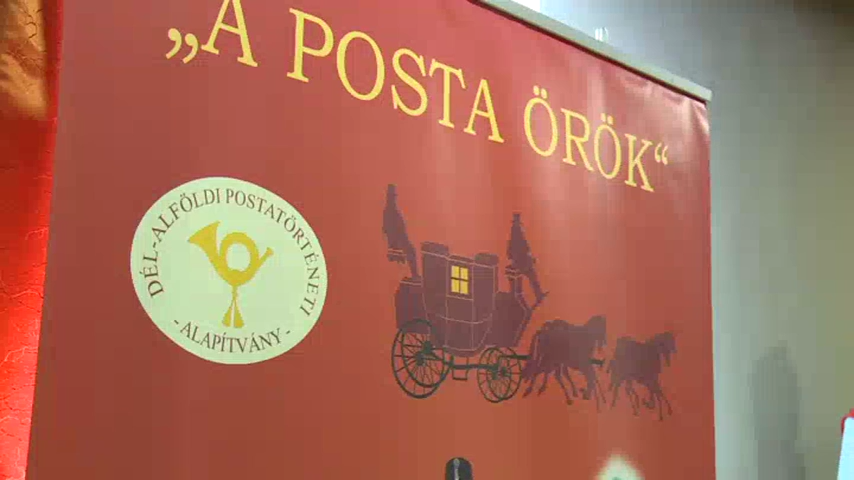 „A POSTA ÖRÖK“
DÉL-ALFÖLDI POSTATÖRTÉNETI
- ALAPÍTVÁNY -